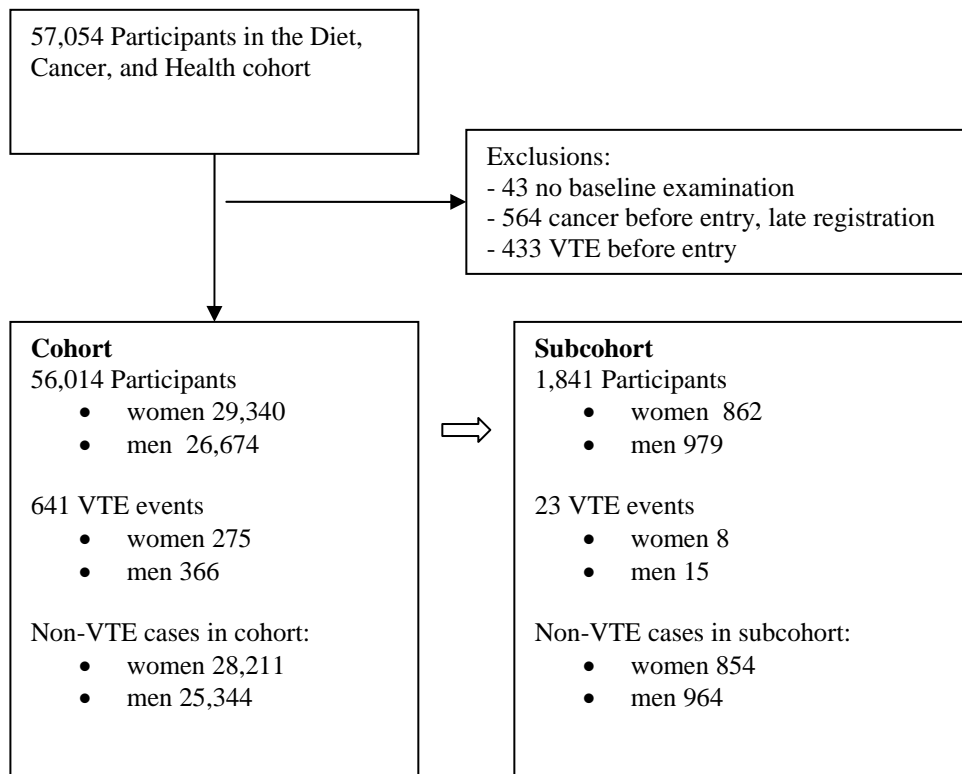 57,054 Participants in the Diet,
Cancer, and Health cohort
Exclusions:
- 43 no baseline examination
- 564 cancer before entry, late registration
- 433 VTE before entry
Cohort
56,014 Participants
• women 29,340
• men 26,674
641 VTE events
• women 275
• men 366
Non-VTE cases in cohort:
• women 28,211
• men 25,344
Subcohort
1,841 Participants
• women 862
• men 979
23 VTE events
• women 8
• men 15
Non-VTE cases in subcohort:
• women 854
• men 964